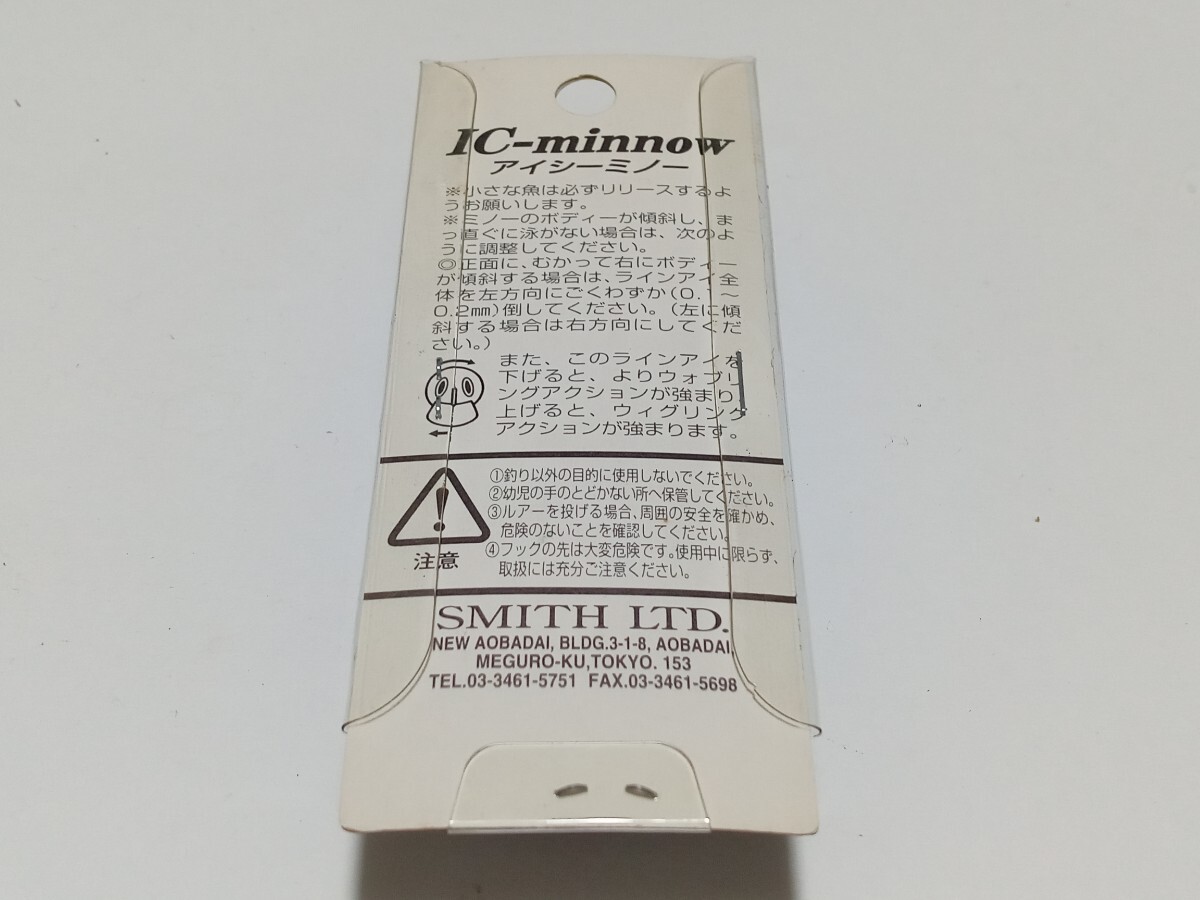 IC-minnow
アイシーミノー
※小さな魚は必ずリリースするよ
うお願いします。
※ミノーのボディーが傾斜し、ま
っ直ぐに泳がない場合は、次のよ
うに調整してください。
◎正面に、むかって右にボディー
が傾斜する場合は、ラインアイ全
体を左方向にごくわずか(0.1~
0.2mm)倒してください。(左に傾
斜する場合は右方向にしてくだ
さい。)
また、このラインアイを
下げると、よりウォブリ
ングアクションが強まり
上げると、ウィグリング
アクションが強まります。
注意
①釣り以外の目的に使用しないでください。
②幼児の手のとどかない所へ保管してください。
③ルアーを投げる場合、周囲の安全を確かめ、
危険のないことを確認してください。
④フックの先は大変危険です。使用中に限らず、
取扱には充分ご注意ください。
SMITH LTD.
NEW AOBADAI, BLDG.3-1-8, AOBADAI,
MEGURO-KU,TOKYO. 153
TEL.03-3461-5751 FAX.03-3461-5698